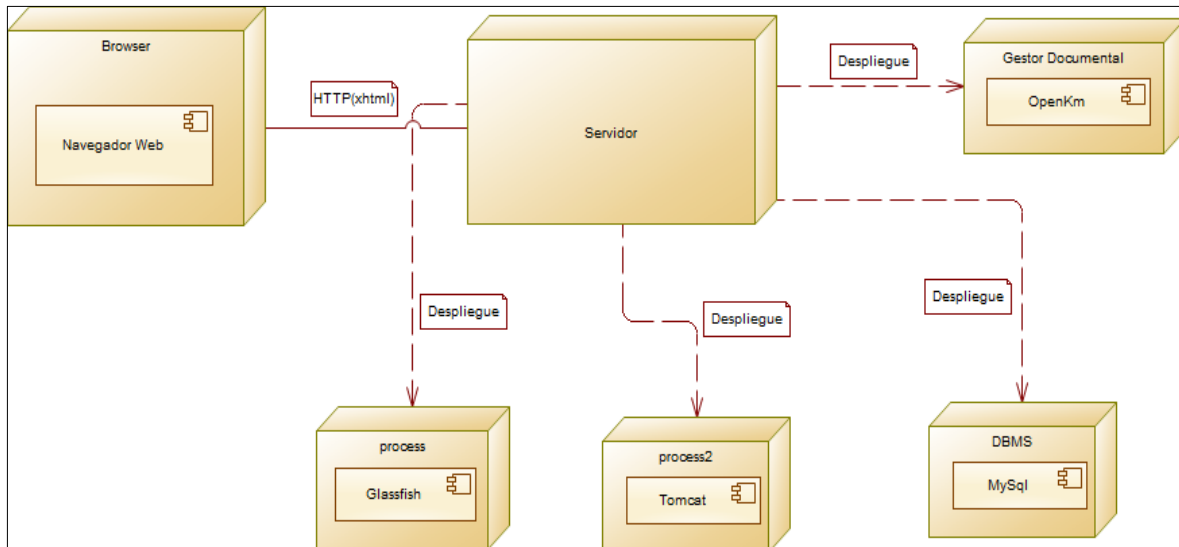 Browser
Navegador Web
HTTP(xhtml)
Servidor
Despliegue
Gestor Documental
OpenKm
Despliegue
Despliegue
Despliegue
process
Glassfish
process2
Tomcat
DBMS
MySql